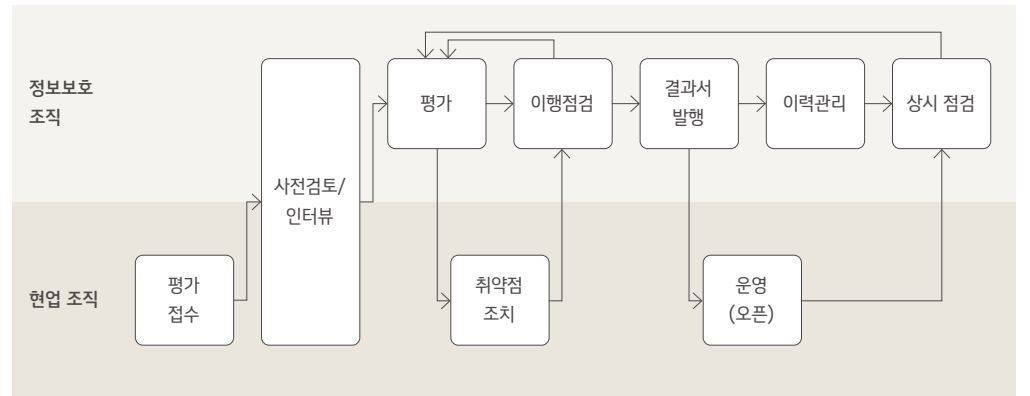 정보보호
조직
사전검토/
인터뷰
평가
이행점검
결과서
발행
이력관리
상시 점검
현업 조직
평가
접수
취약점
조치
운영
(오픈)